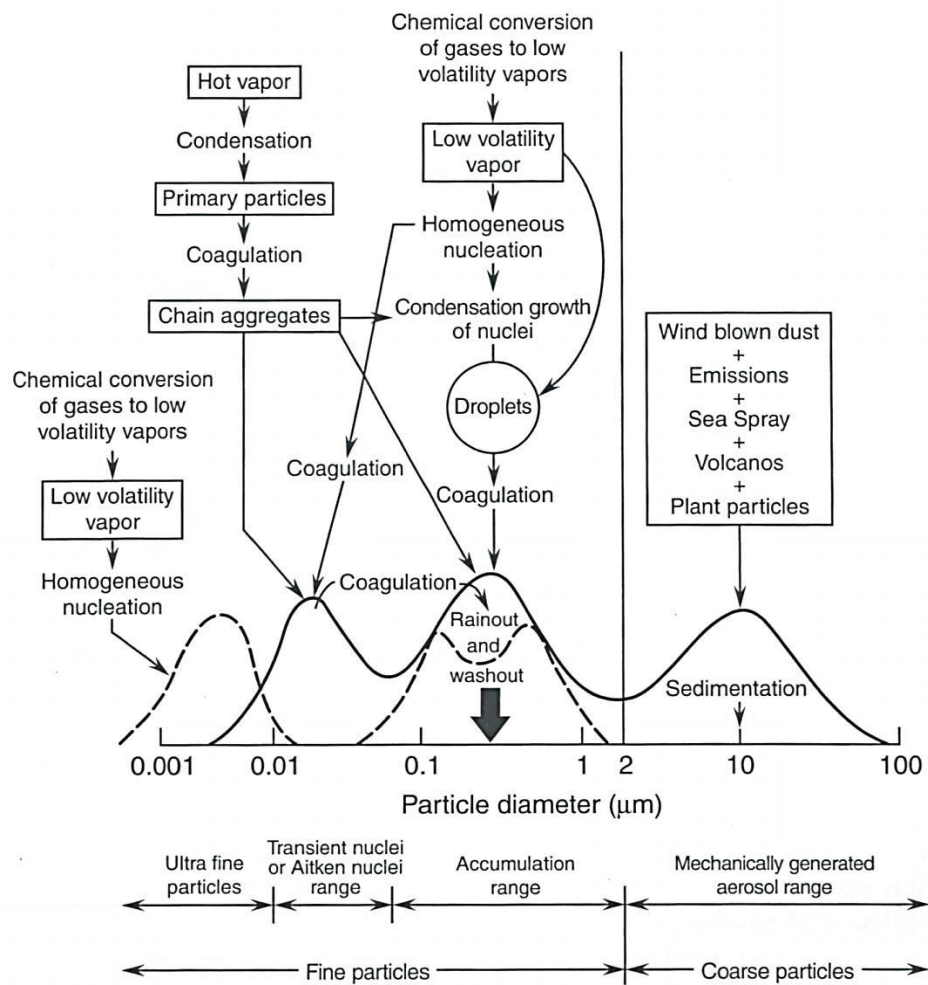 Chemical conversion
of gases to low
volatility vapors
Hot vapor
Condensation
Low volatility
vapor
Primary particles
Homogeneous
nucleation
Coagulation
Chain aggregates
Condensation growth
of nuclei
Wind blown dust
+
Emissions
+
Sea Spray
+
Volcanos
+
Plant particles
Chemical conversion
of gases to low
volatility vapors
Droplets
Coagulation
Coagulation
Low volatility
vapor
Homogeneous
nucleation
Coagulation
Rainout
and
washout
Sedimentation
0.001
0.01
0.1
1
2
10
100
Particle diameter (μm)
Ultra fine
particles
Transient nuclei
or Aitken nuclei
range
Accumulation
range
Mechanically generated
aerosol range
Fine particles
Coarse particles